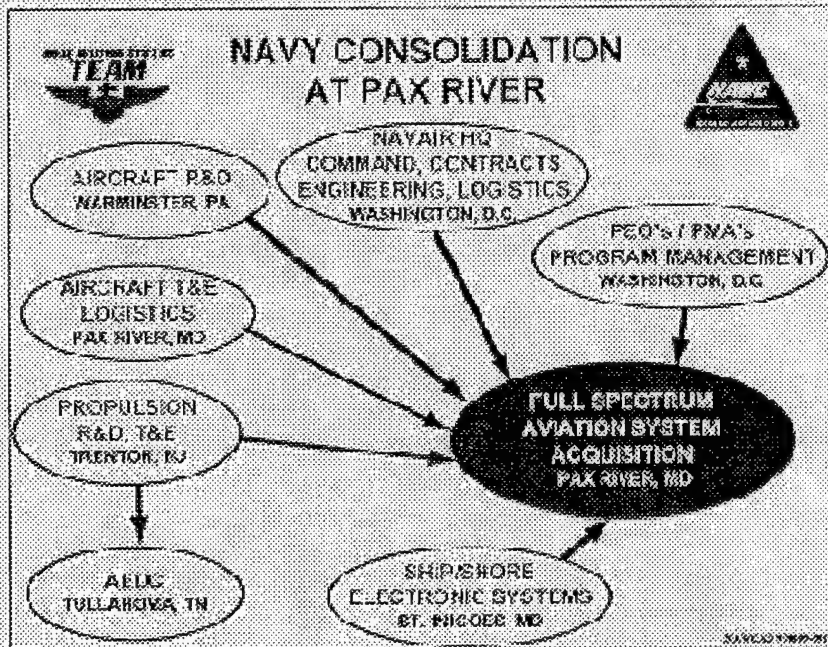 TEAM
NAVY CONSOLIDATION
AT PAX RIVER
NAWC
NAVAIR HQ
COMMAND, CONTRACTS
ENGINEERING, LOGISTICS
WASHINGTON, D.C.
AIRCRAFT R&D
WARMINSTER, PA
PEO's / PMA's
PROGRAM MANAGEMENT
WASHINGTON, D.C.
AIRCRAFT T&E
LOGISTICS
PAX RIVER, MD
PROPULSION
R&D, T&E
TRENTON, NJ
FULL SPECTRUM
AVIATION SYSTEM
ACQUISITION
PAX RIVER, MD
AEDC
TULLAHOMA, TN
SHIP/SHORE
ELECTRONIC SYSTEMS
ST. INIGOES, MD